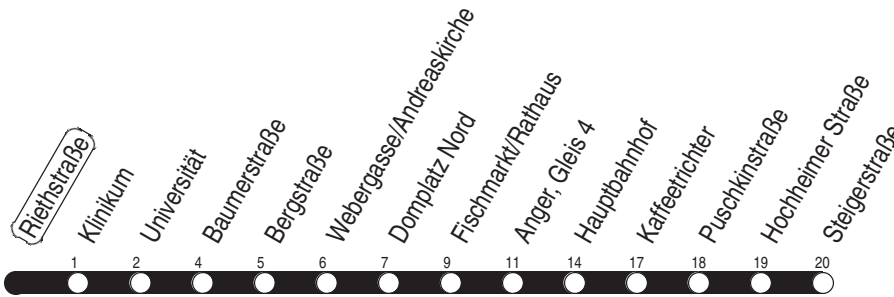 Riethstraße
Klinikum
Universität
Baumerstraße
Bergstraße
Webergasse/Andreaskirche
Domplatz Nord
Fischmarkt/Rathaus
Anger, Gleis 4
Hauptbahnhof
Kaffeetrichter
Puschkinstraße
Hochheimer Straße
Steigerstraße
1 2 4 5 6 7 9 11 14 17 18 19 20